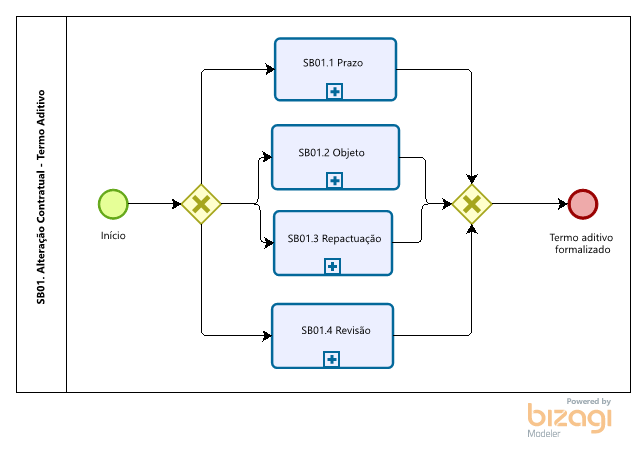 SB01. Alteração Contratual - Termo Aditivo
SB01.1 Prazo
SB01.2 Objeto
Início
SB01.3 Repactuação
Termo aditivo
formalizado
SB01.4 Revisão
Powered by
bizagi
Modeler